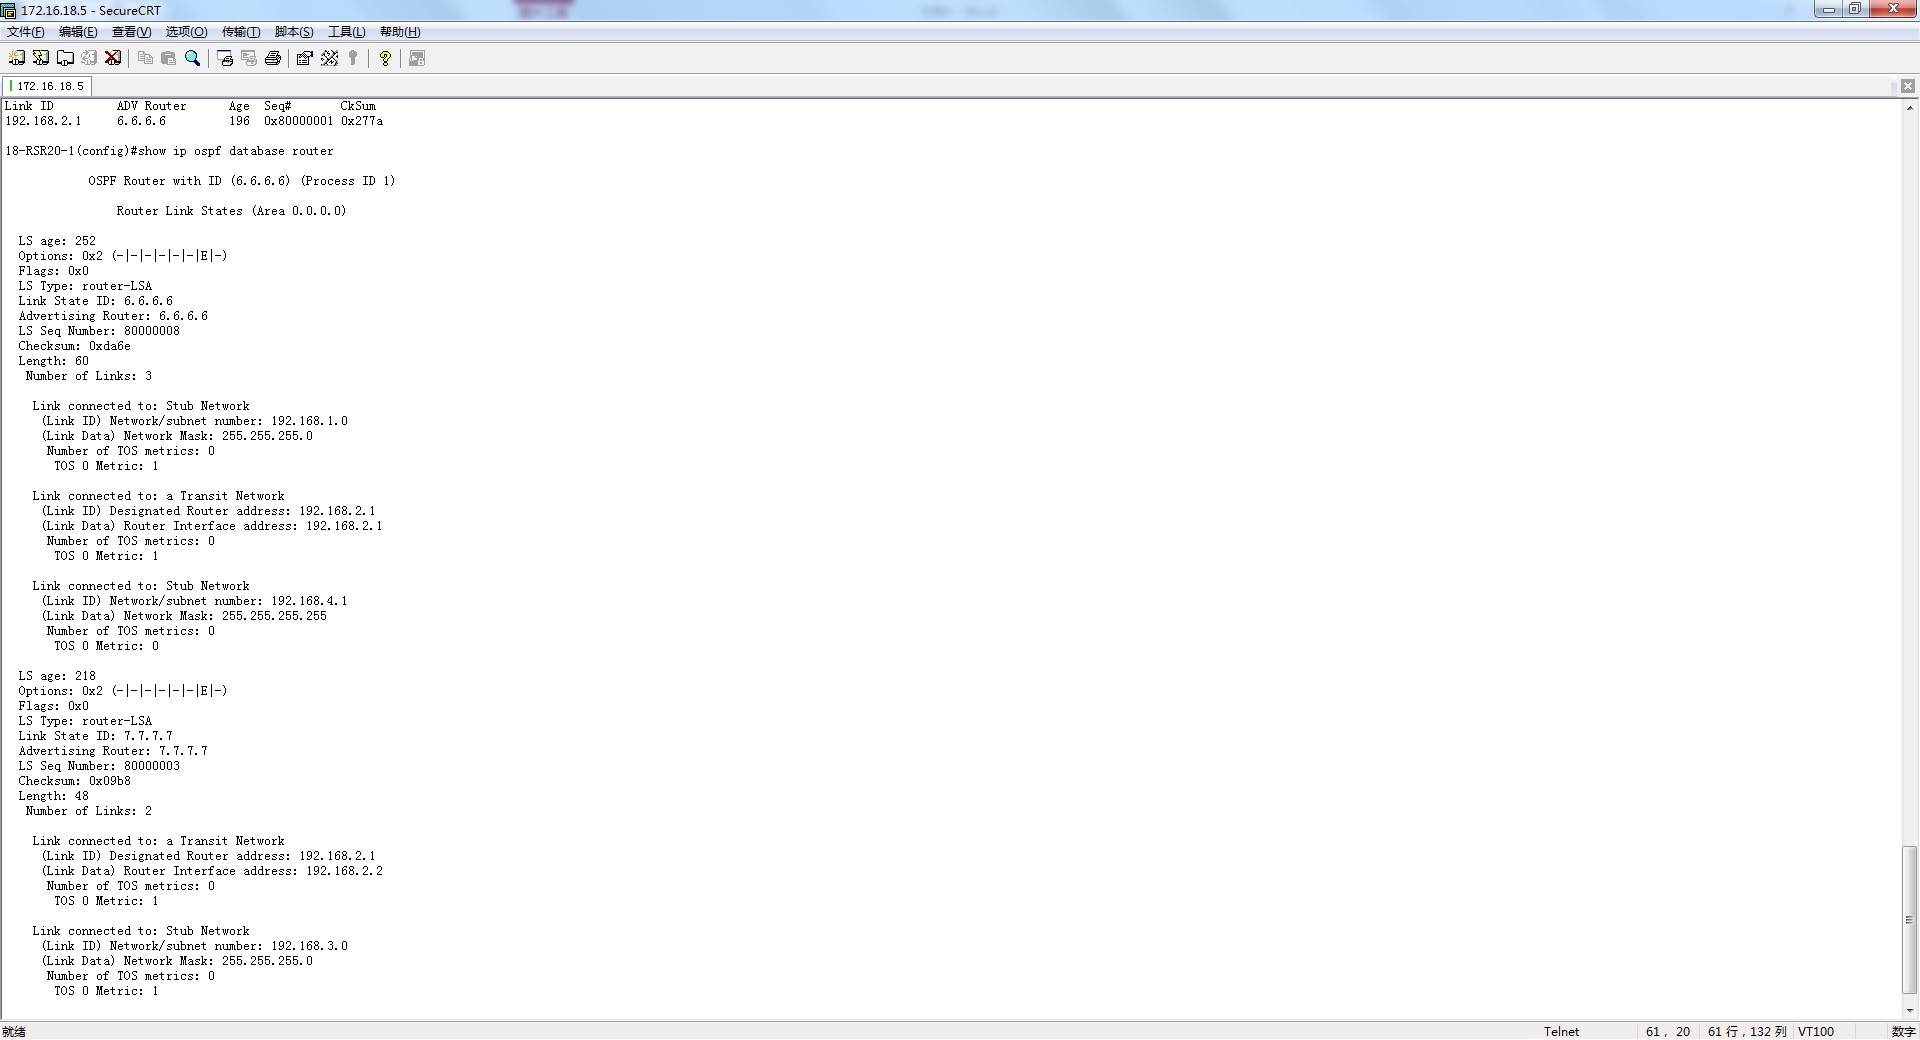 172.16.18.5 - SecureCRT
文件(F) 编辑(E) 查看(V) 选项(O) 传输(T) 脚本(S) 工具(L) 帮助(H)
172.16.18.5
Link ID         ADV Router      Age  Seq#       CkSum
192.168.2.1     6.6.6.6         196  0x80000001 0x277a
18-RSR20-1(config)#show ip ospf database router
OSPF Router with ID (6.6.6.6) (Process ID 1)
Router Link States (Area 0.0.0.0)
LS age: 252
Options: 0x2 (-|-|-|-|-|-|E|-)
Flags: 0x0
LS Type: router-LSA
Link State ID: 6.6.6.6
Advertising Router: 6.6.6.6
LS Seq Number: 80000008
Checksum: 0xda6e
Length: 60
Number of Links: 3
Link connected to: Stub Network
(Link ID) Network/subnet number: 192.168.1.0
(Link Data) Network Mask: 255.255.255.0
Number of TOS metrics: 0
TOS 0 Metric: 1
Link connected to: a Transit Network
(Link ID) Designated Router address: 192.168.2.1
(Link Data) Router Interface address: 192.168.2.1
Number of TOS metrics: 0
TOS 0 Metric: 1
Link connected to: Stub Network
(Link ID) Network/subnet number: 192.168.4.1
(Link Data) Network Mask: 255.255.255.255
Number of TOS metrics: 0
TOS 0 Metric: 0
LS age: 218
Options: 0x2 (-|-|-|-|-|-|E|-)
Flags: 0x0
LS Type: router-LSA
Link State ID: 7.7.7.7
Advertising Router: 7.7.7.7
LS Seq Number: 80000003
Checksum: 0x09b8
Length: 48
Number of Links: 2
Link connected to: a Transit Network
(Link ID) Designated Router address: 192.168.2.1
(Link Data) Router Interface address: 192.168.2.2
Number of TOS metrics: 0
TOS 0 Metric: 1
Link connected to: Stub Network
(Link ID) Network/subnet number: 192.168.3.0
(Link Data) Network Mask: 255.255.255.0
Number of TOS metrics: 0
TOS 0 Metric: 1
就绪 Telnet 61, 20 61 行, 132 列 VT100 数字